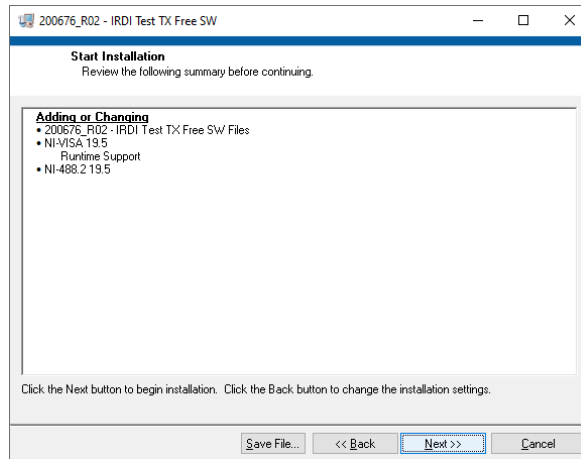 200676_R02 - IRDI Test TX Free SW
Start Installation
Review the following summary before continuing.
Adding or Changing
• 200676_R02 - IRDI Test TX Free SW Files
• NI-VISA 19.5
Runtime Support
• NI-488.2 19.5
Click the Next button to begin installation. Click the Back button to change the installation settings.
Save File... << Back Next >> Cancel